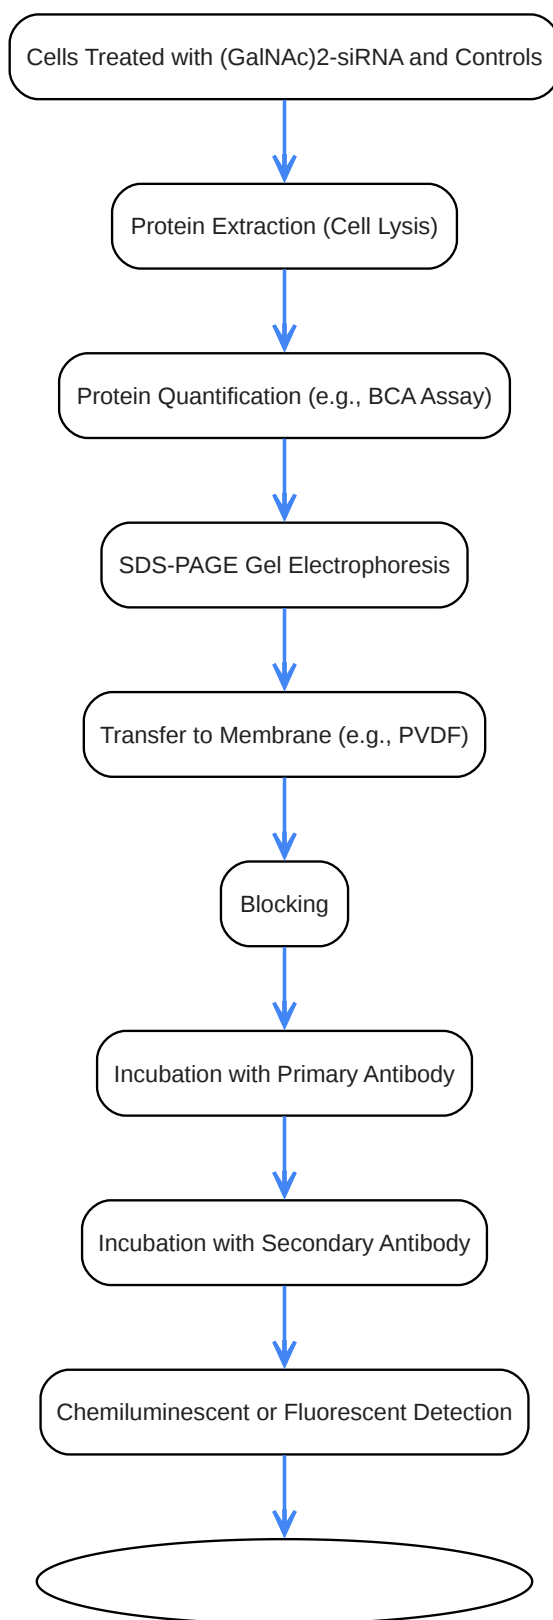 Cells Treated with (GalNAc)2-siRNA and Controls
Protein Extraction (Cell Lysis)
Protein Quantification (e.g., BCA Assay)
SDS-PAGE Gel Electrophoresis
Transfer to Membrane (e.g., PVDF)
Blocking
Incubation with Primary Antibody
Incubation with Secondary Antibody
Chemiluminescent or Fluorescent Detection